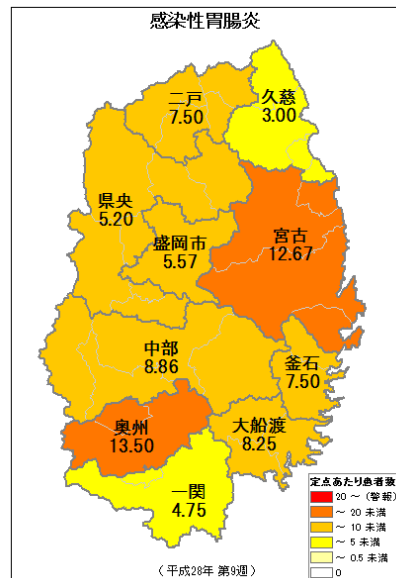 感染性胃腸炎
二戸
7.50
久慈
3.00
県央
5.20
盛岡市
5.57
宮古
12.67
中部
8.86
釜石
7.50
奥州
13.50
大船渡
8.25
一関
4.75
定点あたり患者数
20 ～ (警報)
～ 20 未満
～ 10 未満
～ 5 未満
～ 0.5 未満
0
(平成28年 第9週)